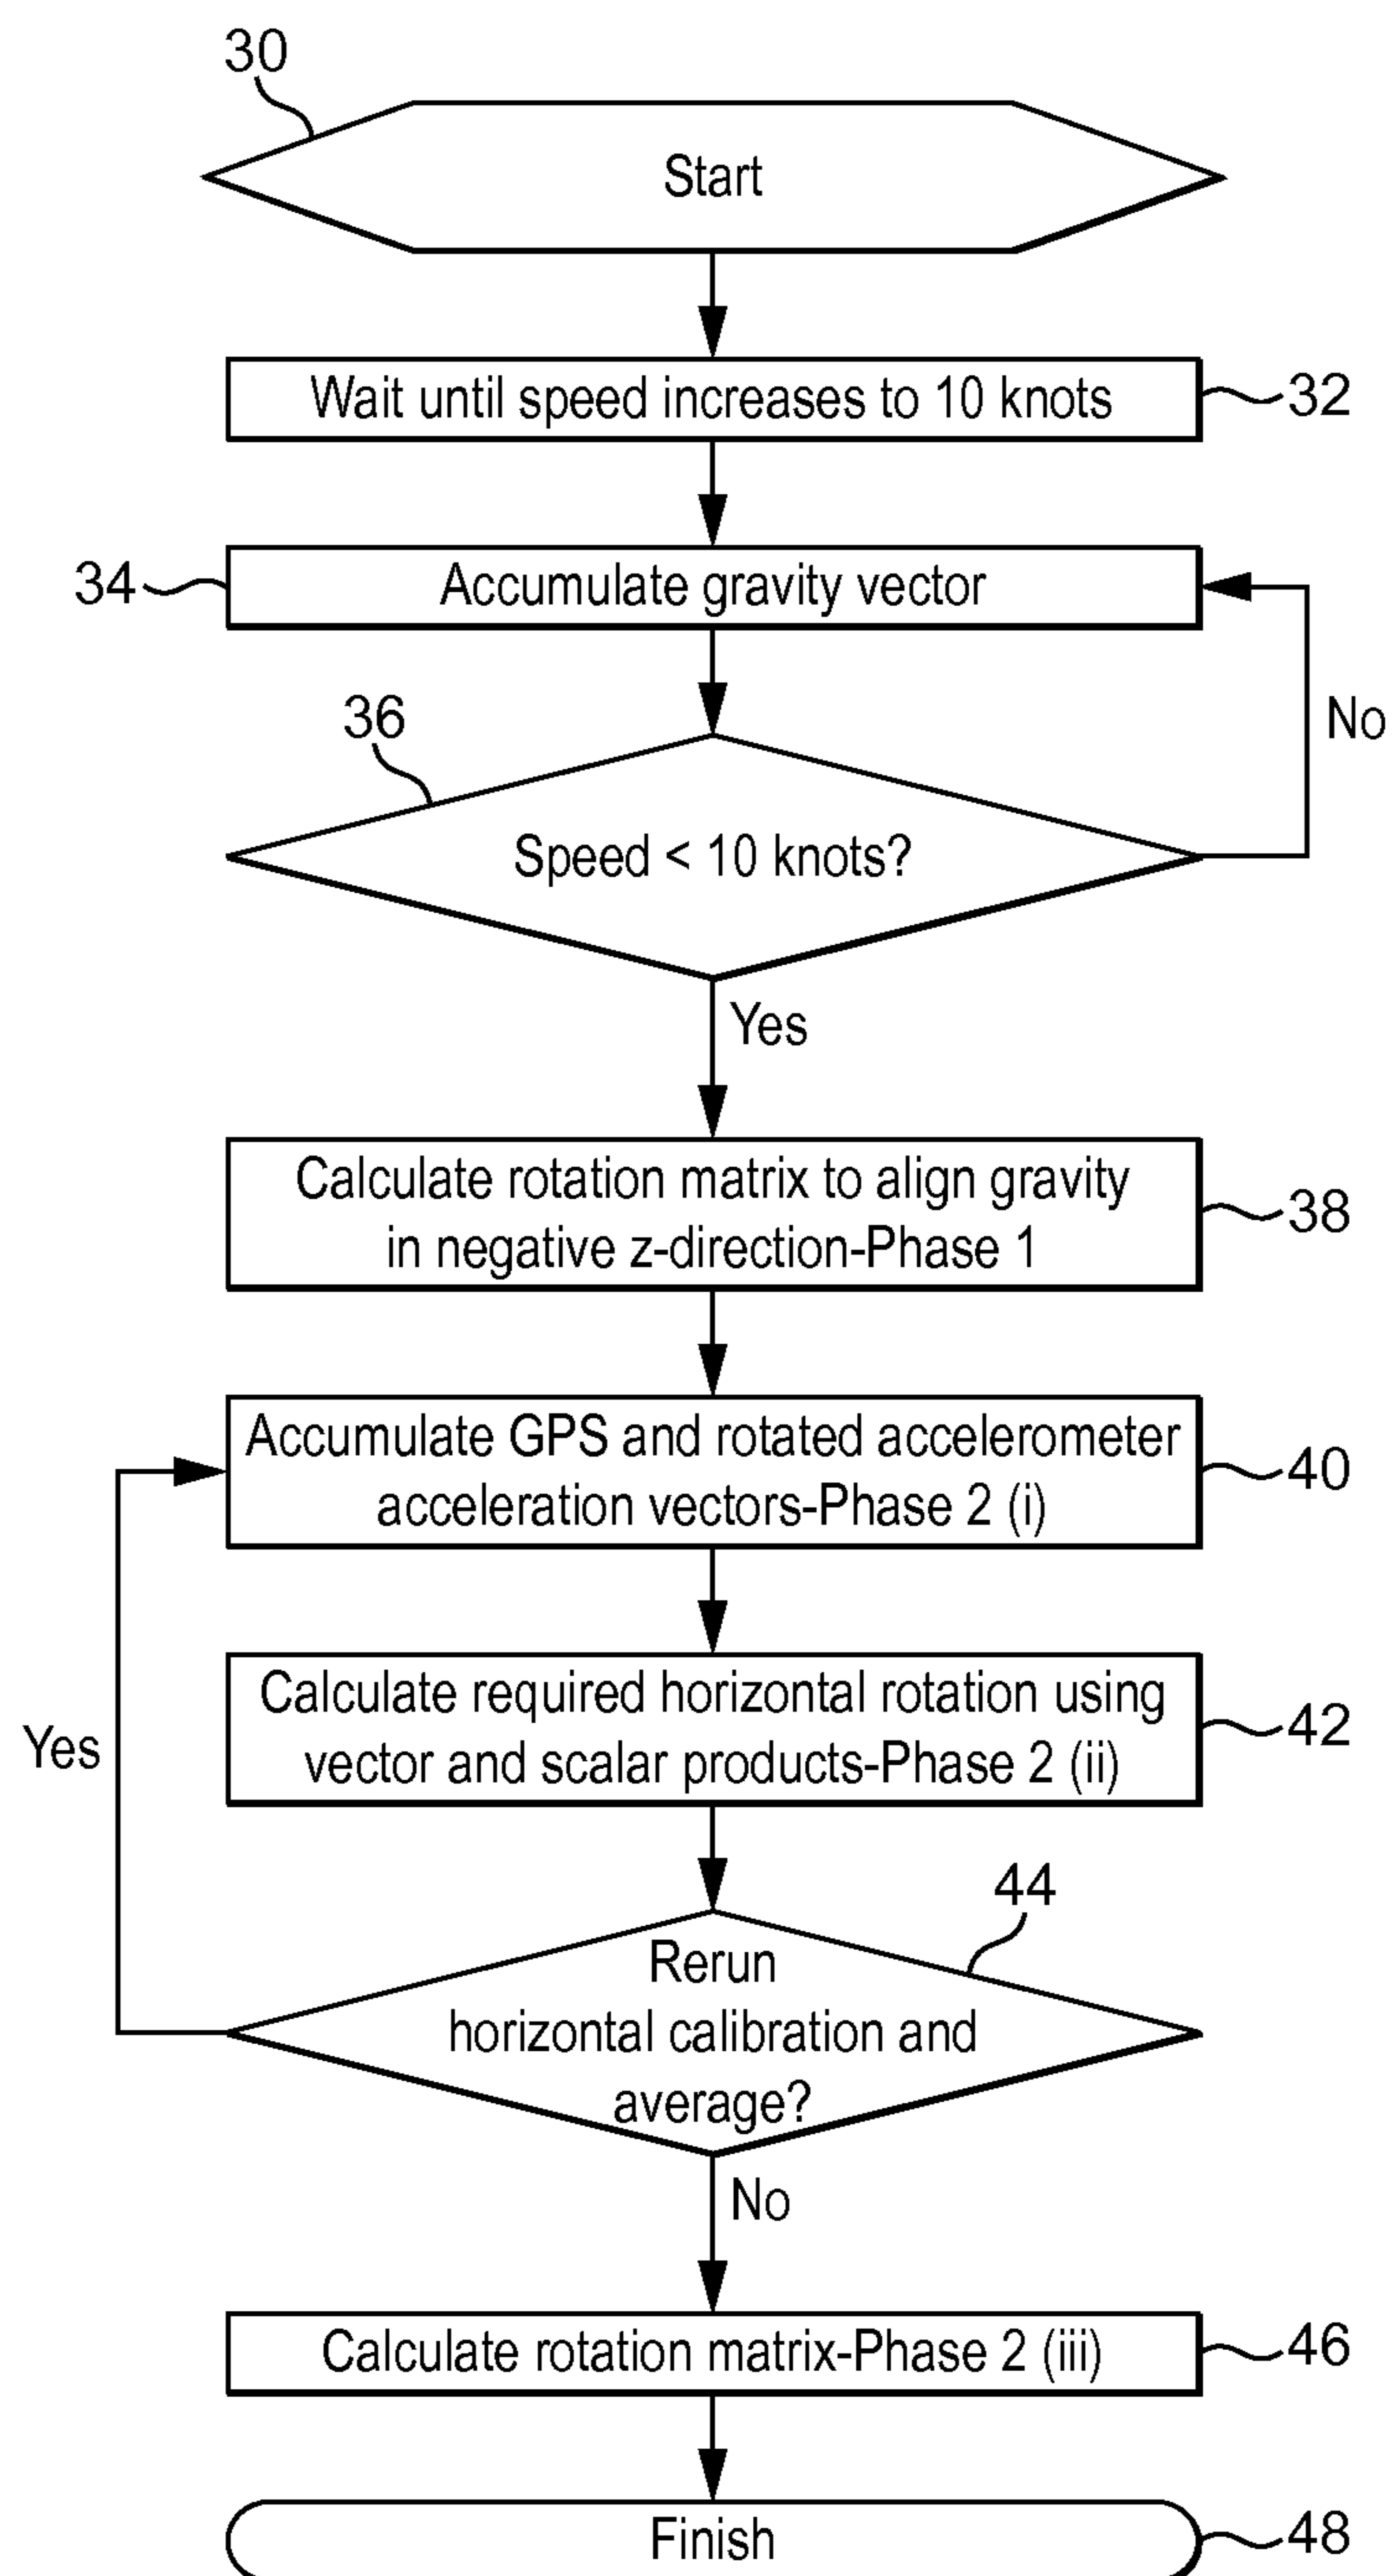 30
Start
Wait until speed increases to 10 knots
32
34
Accumulate gravity vector
36
No
Speed < 10 knots?
Yes
Calculate rotation matrix to align gravity
in negative z-direction-Phase 1
38
Accumulate GPS and rotated accelerometer
acceleration vectors-Phase 2 (i)
40
Calculate required horizontal rotation using
vector and scalar products-Phase 2 (ii)
42
Yes
44
Rerun
horizontal calibration and
average?
No
Calculate rotation matrix-Phase 2 (iii)
46
Finish
48